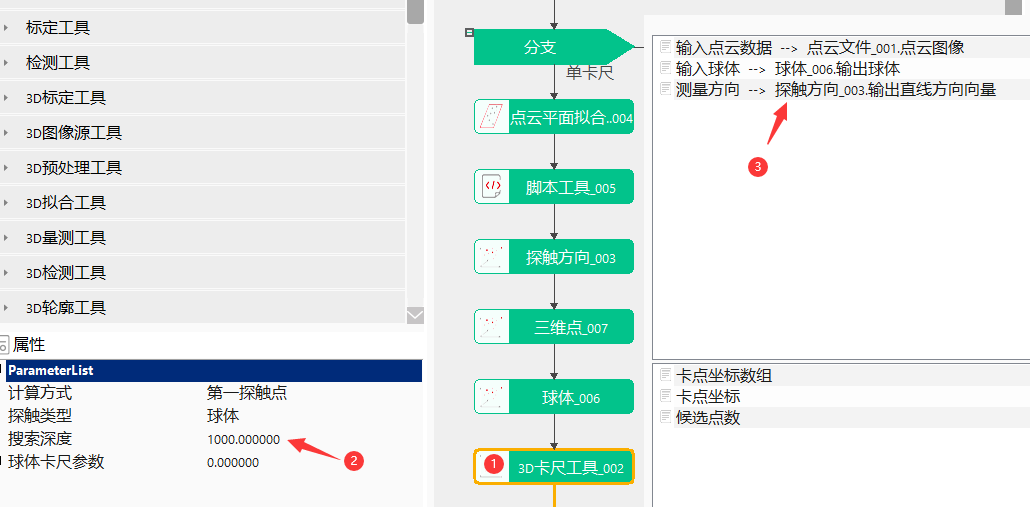 标定工具
检测工具
3D标定工具
3D图像源工具
3D预处理工具
3D拟合工具
3D量测工具
3D检测工具
3D轮廓工具
属性
ParameterList
计算方式 第一探触点
探触类型 球体
搜索深度 1000.000000
2
球体卡尺参数 0.000000
分支
单卡尺
点云平面拟合..004
脚本工具_005
探触方向_003
三维点_007
球体_006
1
3D卡尺工具_002
输入点云数据 --> 点云文件_001.点云图像
输入球体 --> 球体_006.输出球体
测量方向 --> 探触方向_003.输出直线方向向量
3
卡点坐标数组
卡点坐标
候选点数